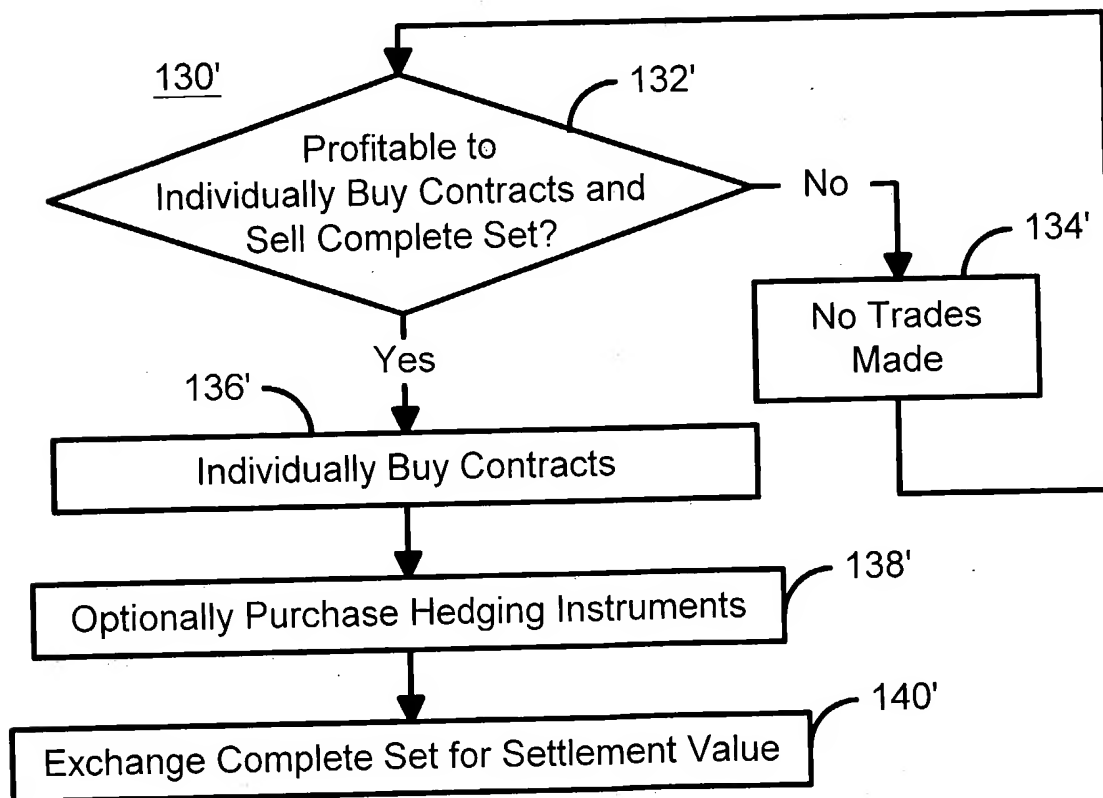 130'
132'
Profitable to
Individually Buy Contracts and
Sell Complete Set?
No
134'
No Trades
Made
Yes
136'
Individually Buy Contracts
138'
Optionally Purchase Hedging Instruments
140'
Exchange Complete Set for Settlement Value